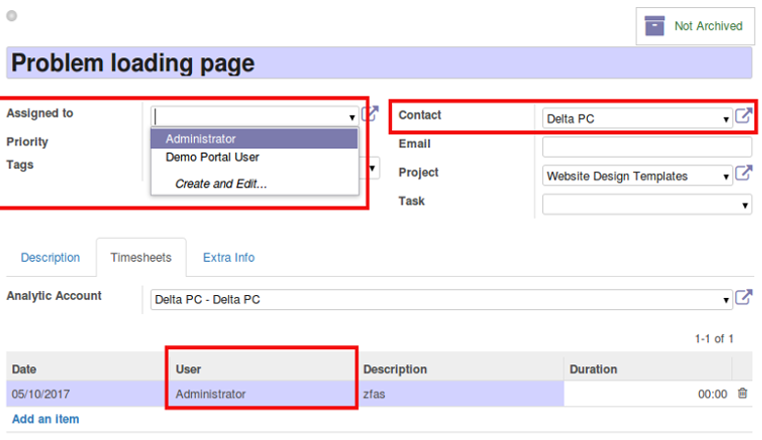 Not Archived
Problem loading page
Assigned to
Administrator
Demo Portal User
Create and Edit...
Priority
Tags
Contact Delta PC
Email
Project Website Design Templates
Task
Description Timesheets Extra Info
Analytic Account Delta PC - Delta PC
1-1 of 1
Date User Description Duration
05/10/2017 Administrator zfas 00:00
Add an item